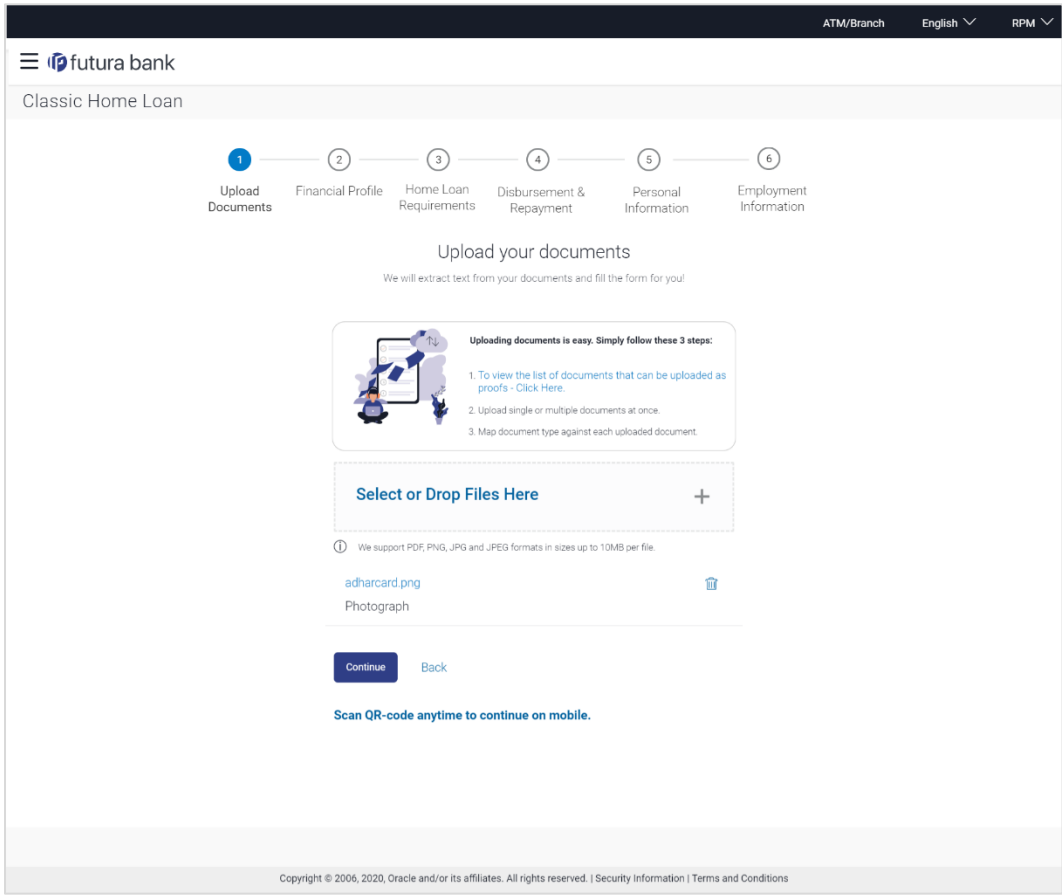 ATM/Branch English RPM
futura bank
Classic Home Loan
1 2 3 4 5 6
Upload Documents
Financial Profile
Home Loan Requirements
Disbursement & Repayment
Personal Information
Employment Information
Upload your documents
We will extract text from your documents and fill the form for you!
Uploading documents is easy. Simply follow these 3 steps:
1. To view the list of documents that can be uploaded as
proofs - Click Here.
2. Upload single or multiple documents at once.
3. Map document type against each uploaded document.
Select or Drop Files Here
We support PDF, PNG, JPG and JPEG formats in sizes up to 10MB per file.
adharcard.png
Photograph
Continue Back
Scan QR-code anytime to continue on mobile.
Copyright © 2006, 2020, Oracle and/or its affiliates. All rights reserved. | Security Information | Terms and Conditions